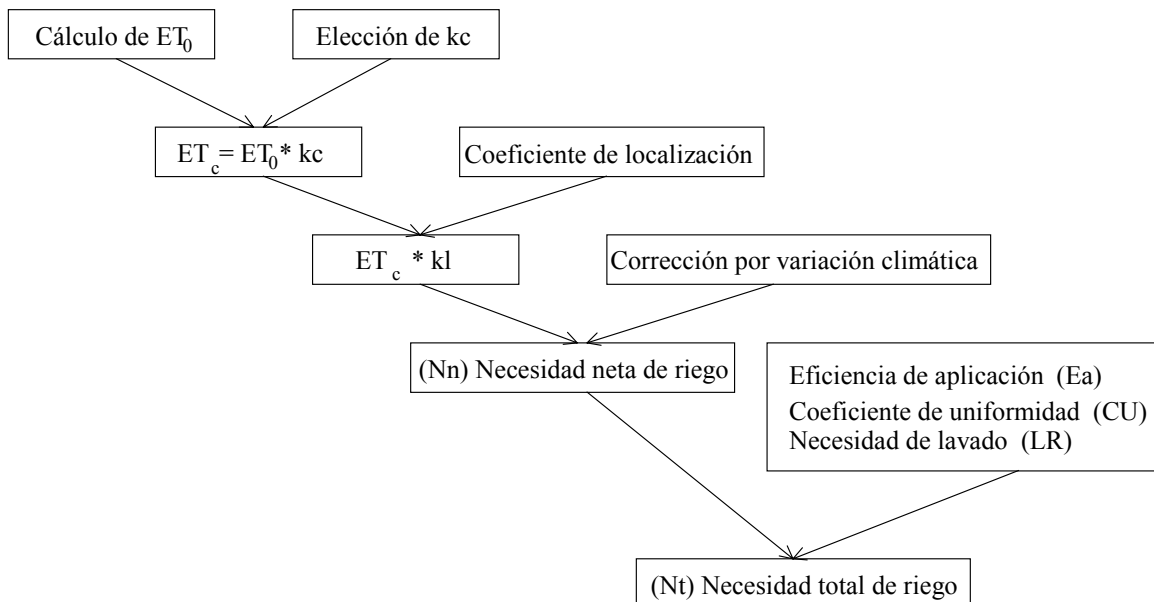 Cálculo de ET0
Elección de kc
ETc= ET0* kc
Coeficiente de localización
ETc * kl
Corrección por variación climática
(Nn) Necesidad neta de riego
Eficiencia de aplicación (Ea)
Coeficiente de uniformidad (CU)
Necesidad de lavado (LR)
(Nt) Necesidad total de riego